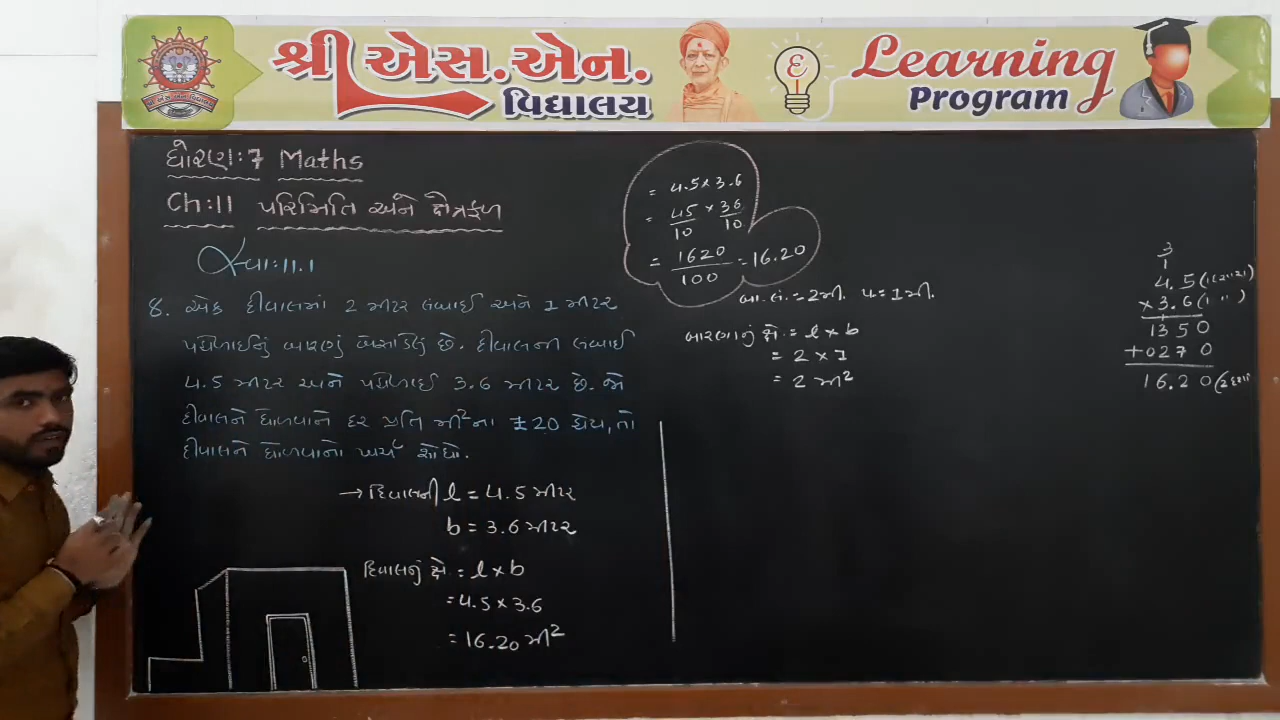 શ્રી એસ.એન.
વિદ્યાલય
Learning
Program
ધોરણ:7 Maths
Ch:11 પરિમિતિ અને ક્ષેત્રફળ
સ્વા:11.1
8. એક દીવાલમાં 2 મીટર લંબાઈ અને 1 મીટર
પહોળાઈનું બારણું બેસાડેલું છે. દીવાલની લંબાઈ
4.5 મીટર અને પહોળાઈ 3.6 મીટર છે. જો
દીવાલને ધોળવાનો દર પ્રતિ મી²ના ₹20 હોય, તો
દીવાલને ધોળવાનો ખર્ચ શોધો.
→ દિવાલની l = 4.5 મીટર
b = 3.6 મીટર
દિવાલનું ક્ષે. = l × b
= 4.5 × 3.6
= 16.20 મી²
= 4.5 × 3.6
= 45/10 × 36/10
= 1620/100 = 16.20
બા. લં. = 2મી. પ. = 1મી.
બારણાનું ક્ષે. = l × b
= 2 × 1
= 2 મી²
3
1
4.5
× 3.6
1350
+0270
16.20